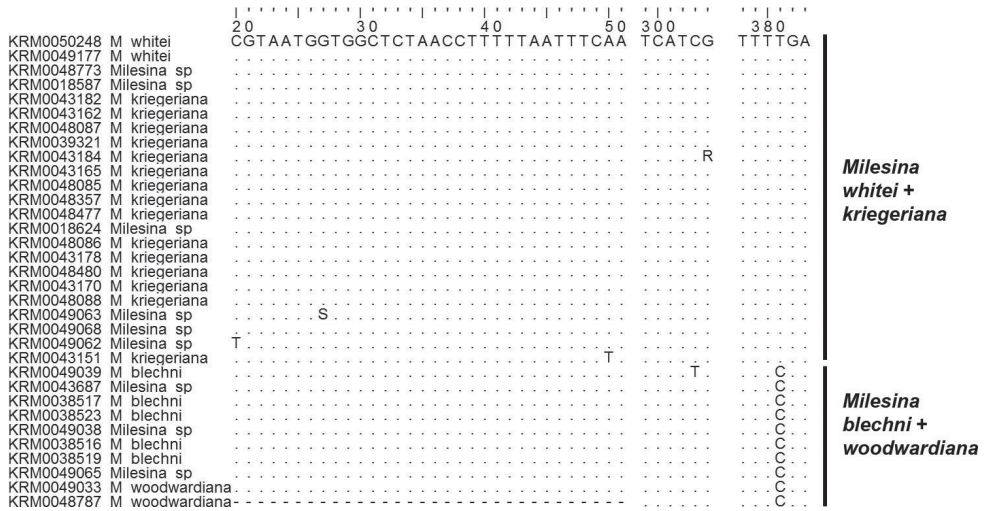 20 30 40 50 300 380
KRM0050248 M whitei CGTAATGGTGGCTCTAACCTTTTTAATTTCAA TCATCG TTTTGA
KRM0049177 M whitei ................................ ...... ......
KRM0048773 Milesina sp ................................ ...... ......
KRM0018587 Milesina sp ................................ ...... ......
KRM0043182 M kriegeriana ................................ ...... ......
KRM0043162 M kriegeriana ................................ ...... ......
KRM0048087 M kriegeriana ................................ ...... ......
KRM0039321 M kriegeriana ................................ ...... ......
KRM0043184 M kriegeriana ................................ .....R ......
KRM0043165 M kriegeriana ................................ ...... ......
KRM0048085 M kriegeriana ................................ ...... ......
KRM0048357 M kriegeriana ................................ ...... ......
KRM0048477 M kriegeriana ................................ ...... ......
KRM0018624 Milesina sp ................................ ...... ......
KRM0048086 M kriegeriana ................................ ...... ......
KRM0043178 M kriegeriana ................................ ...... ......
KRM0048480 M kriegeriana ................................ ...... ......
KRM0043170 M kriegeriana ................................ ...... ......
KRM0048088 M kriegeriana ................................ ...... ......
KRM0049063 Milesina sp .......S........................ ...... ......
KRM0049068 Milesina sp ................................ ...... ......
KRM0049062 Milesina sp T............................... ...... ......
KRM0043151 M kriegeriana ..............................T. ...... ......
KRM0049039 M blechni ................................ ....T. ...C..
KRM0043687 Milesina sp ................................ ...... ...C..
KRM0038517 M blechni ................................ ...... ...C..
KRM0038523 M blechni ................................ ...... ...C..
KRM0049038 Milesina sp ................................ ...... ...C..
KRM0038516 M blechni ................................ ...... ...C..
KRM0038519 M blechni ................................ ...... ...C..
KRM0049065 Milesina sp ................................ ...... ...C..
KRM0049033 M woodwardiana ................................ ...... ...C..
KRM0048787 M woodwardiana -------------------------------- ...... ...C..
Milesina
whitei +
kriegeriana
Milesina
blechni +
woodwardiana